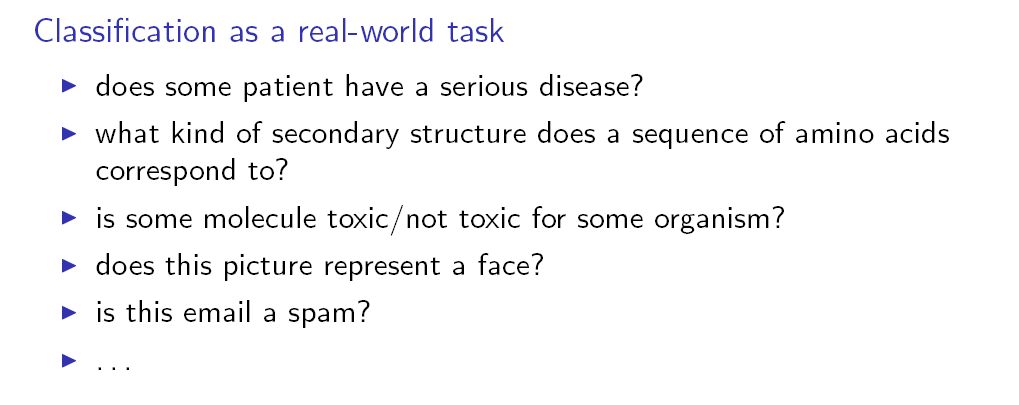 Classification as a real-world task
▶ does some patient have a serious disease?
▶ what kind of secondary structure does a sequence of amino acids
correspond to?
▶ is some molecule toxic/not toxic for some organism?
▶ does this picture represent a face?
▶ is this email a spam?
▶ ...